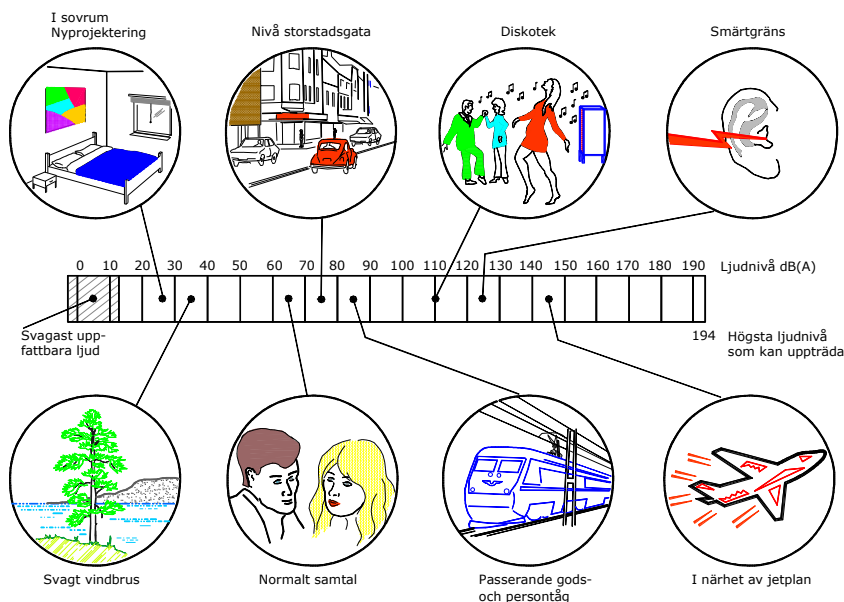 I sovrum
Nyprojektering
Nivå storstadsgata
Diskotek
Smärtgräns
0 10 20 30 40 50 60 70 80 90 100 110 120 130 140 150 160 170 180 190
Ljudnivå dB(A)
Svagast upp-
fattbara ljud
194 Högsta ljudnivå
som kan uppträda
Svagt vindbrus
Normalt samtal
Passerande gods-
och persontåg
I närhet av jetplan